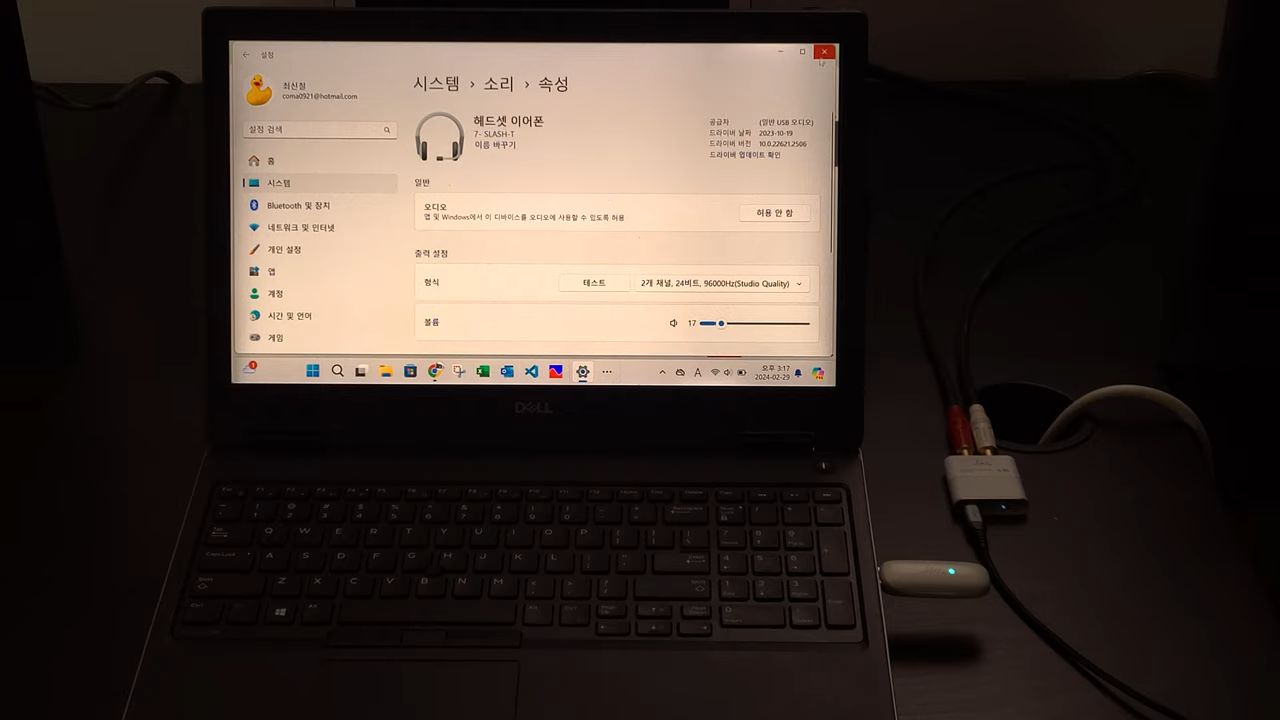 설정
최신철
coma0921@hotmail.com
설정 검색
홈
시스템
Bluetooth 및 장치
네트워크 및 인터넷
개인 설정
앱
계정
시간 및 언어
게임
시스템 › 소리 › 속성
헤드셋 이어폰
7- SLASH-T
이름 바꾸기
공급자 (일반 USB 오디오)
드라이버 날짜 2023-10-19
드라이버 버전 10.0.22621.2506
드라이버 업데이트 확인
일반
오디오
앱 및 Windows에서 이 디바이스를 오디오에 사용할 수 있도록 허용
허용 안 함
출력 설정
형식
테스트
2개 채널, 24비트, 96000Hz(Studio Quality)
볼륨
17
A
오후 3:17
2024-02-29
DELL
Q W E R T Y U I O P
A S D F G H J K L
Z X C V B N M